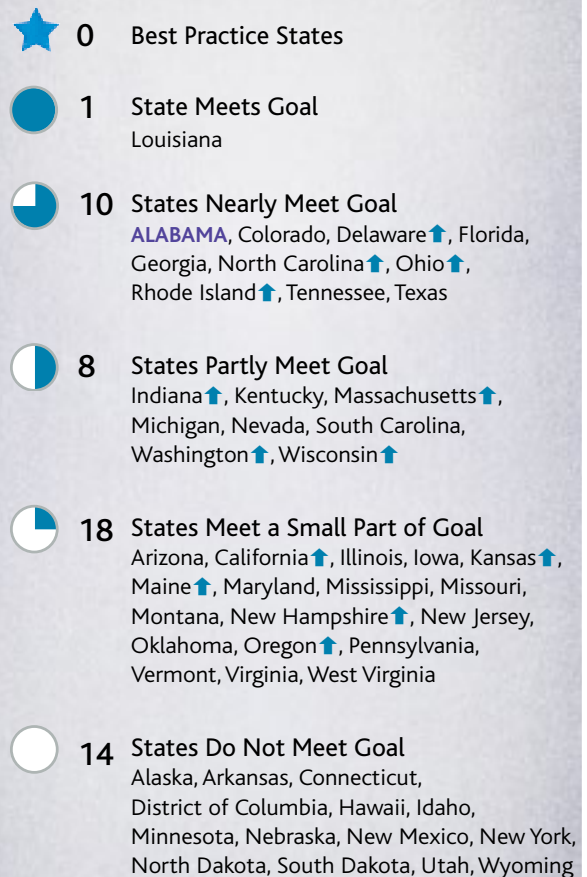 0 Best Practice States
1 State Meets Goal
Louisiana
10 States Nearly Meet Goal
ALABAMA, Colorado, Delaware⬆, Florida,
Georgia, North Carolina⬆, Ohio⬆,
Rhode Island⬆, Tennessee, Texas
8 States Partly Meet Goal
Indiana⬆, Kentucky, Massachusetts⬆,
Michigan, Nevada, South Carolina,
Washington⬆, Wisconsin⬆
18 States Meet a Small Part of Goal
Arizona, California⬆, Illinois, Iowa, Kansas⬆,
Maine⬆, Maryland, Mississippi, Missouri,
Montana, New Hampshire⬆, New Jersey,
Oklahoma, Oregon⬆, Pennsylvania,
Vermont, Virginia, West Virginia
14 States Do Not Meet Goal
Alaska, Arkansas, Connecticut,
District of Columbia, Hawaii, Idaho,
Minnesota, Nebraska, New Mexico, New York,
North Dakota, South Dakota, Utah, Wyoming